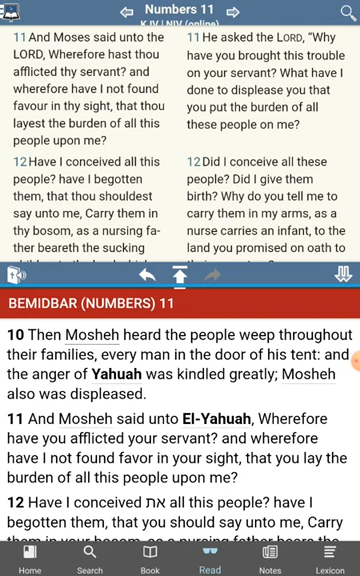 Numbers 11
KJV | NIV (online)
11 And Moses said unto the
LORD, Wherefore hast thou
afflicted thy servant? and
wherefore have I not found
favour in thy sight, that thou
layest the burden of all this
people upon me?
12 Have I conceived all this
people? have I begotten
them, that thou shouldest
say unto me, Carry them in
thy bosom, as a nursing fa-
ther beareth the sucking
11 He asked the LORD, “Why
have you brought this trouble
on your servant? What have I
done to displease you that
you put the burden of all
these people on me?
12 Did I conceive all these
people? Did I give them
birth? Why do you tell me to
carry them in my arms, as a
nurse carries an infant, to the
land you promised on oath to
BEMIDBAR (NUMBERS) 11
10 Then Mosheh heard the people weep throughout
their families, every man in the door of his tent: and
the anger of Yahuah was kindled greatly; Mosheh
also was displeased.
11 And Mosheh said unto El-Yahuah, Wherefore
have you afflicted your servant? and wherefore
have I not found favor in your sight, that you lay the
burden of all this people upon me?
12 Have I conceived את all this people? have I
begotten them, that you should say unto me, Carry
them in your bosom, as a nursing father bears the
Home
Search
Book
Read
Notes
Lexicon